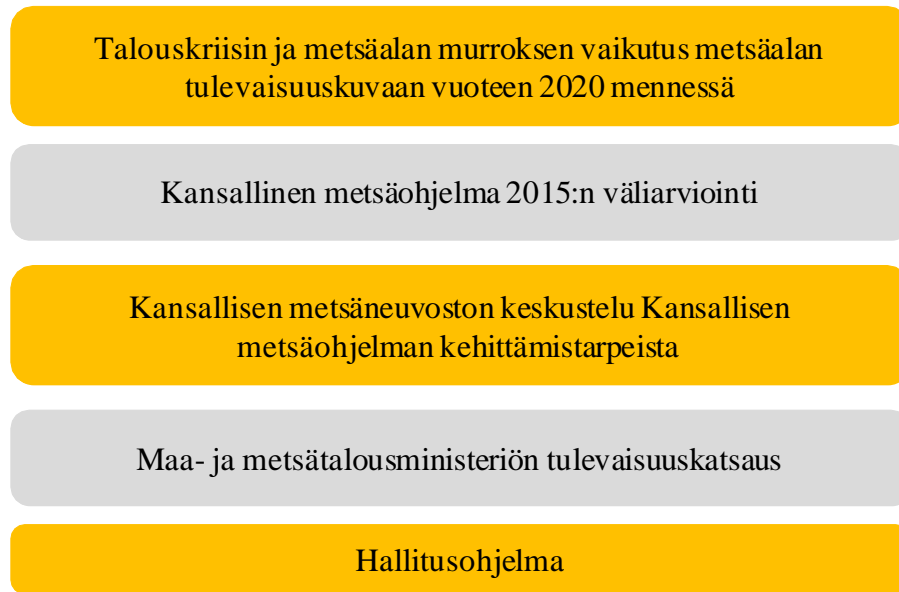 Talouskriisin ja metsäalan murroksen vaikutus metsäalan
tulevaisuuskuvaan vuoteen 2020 mennessä
Kansallinen metsäohjelma 2015:n väliarviointi
Kansallisen metsäneuvoston keskustelu Kansallisen
metsäohjelman kehittämistarpeista
Maa- ja metsätalousministeriön tulevaisuuskatsaus
Hallitusohjelma